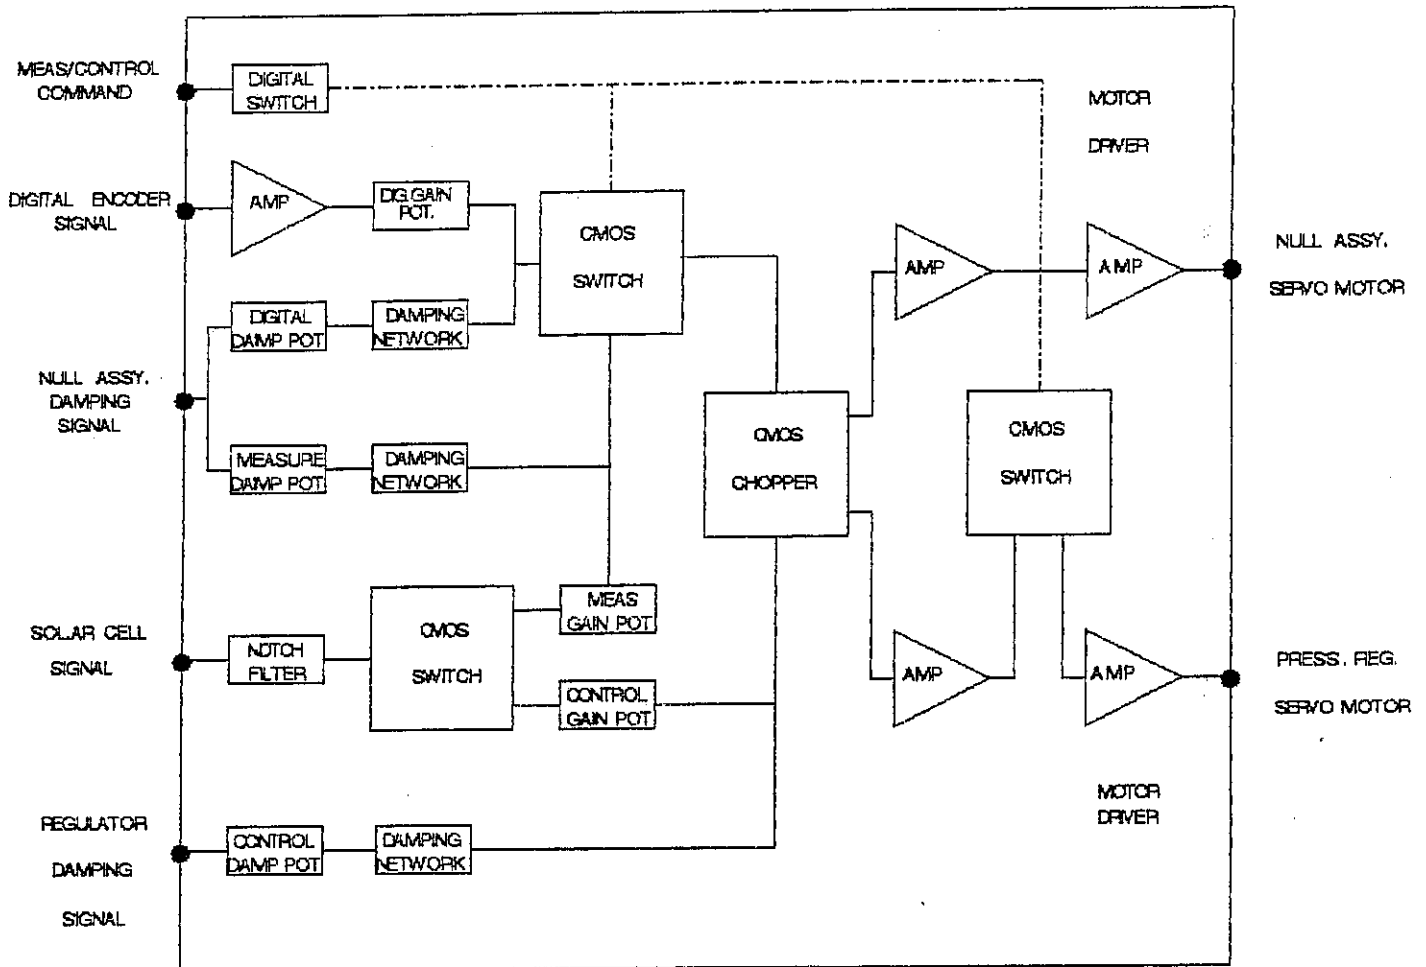 MEAS/CONTROL
COMMAND
DIGITAL
SWITCH
MOTOR
DRIVER
DIGITAL ENCODER
SIGNAL
AMP
DIG.GAIN
POT.
CMOS
SWITCH
AMP
AMP
NULL ASSY.
SERVO MOTOR
DIGITAL
DAMP POT
DAMPING
NETWORK
NULL ASSY.
DAMPING
SIGNAL
MEASURE
DAMP POT
DAMPING
NETWORK
CMOS
CHOPPER
CMOS
SWITCH
SOLAR CELL
SIGNAL
NOTCH
FILTER
CMOS
SWITCH
MEAS
GAIN POT
CONTROL
GAIN POT
AMP
AMP
PRESS. REG.
SERVO MOTOR
REGULATOR
DAMPING
SIGNAL
CONTROL
DAMP POT
DAMPING
NETWORK
MOTOR
DRIVER